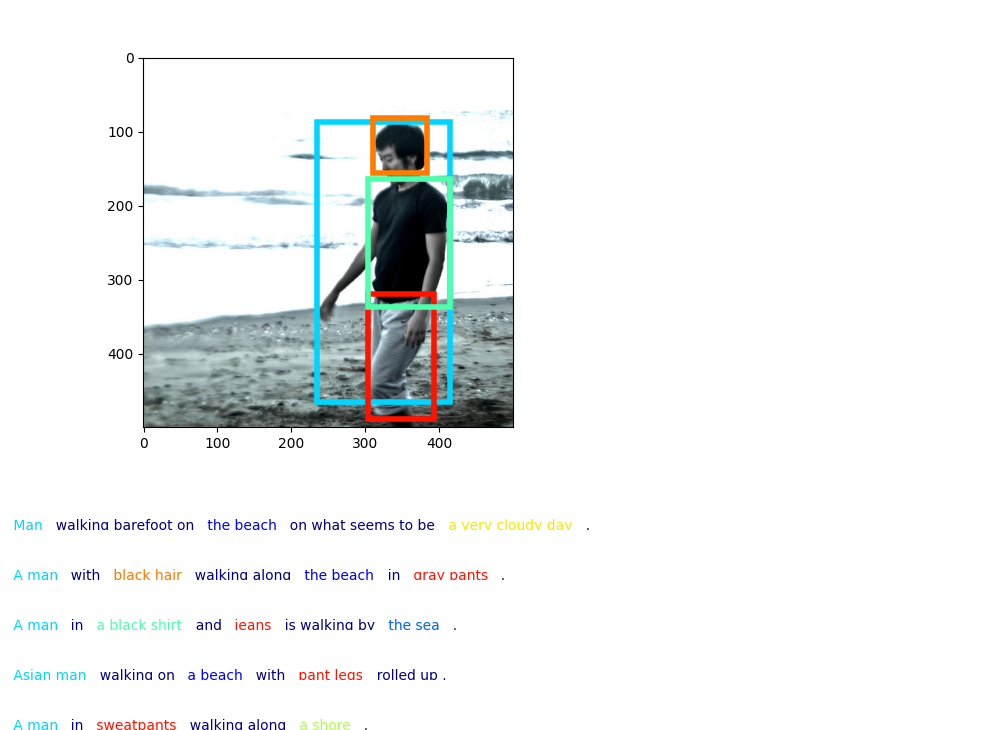 0
100
200
300
400
0 100 200 300 400
Man walking barefoot on the beach on what seems to be a very cloudy day .
A man with black hair walking along the beach in gray pants .
A man in a black shirt and jeans is walking by the sea .
Asian man walking on a beach with pant legs rolled up .
A man in sweatpants walking along a shore .